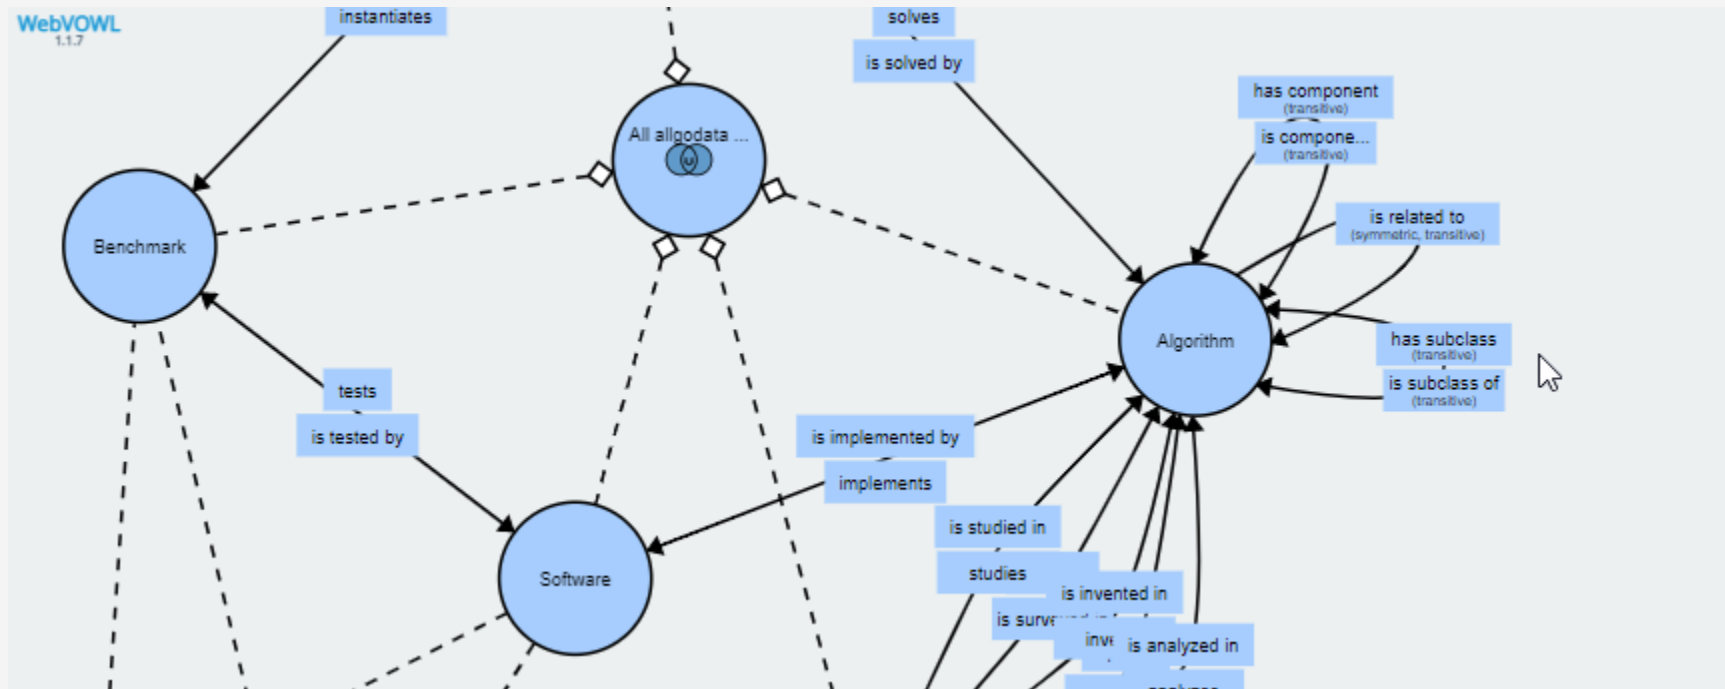 WebVOWL
1.1.7
instantiates
solves
is solved by
has component
(transitive)
is compone...
(transitive)
All allgodata ...
is related to
(symmetric, transitive)
Benchmark
Algorithm
has subclass
(transitive)
is subclass of
(transitive)
tests
is tested by
is implemented by
implements
is studied in
studies
Software
is invented in
is
is analyzed in